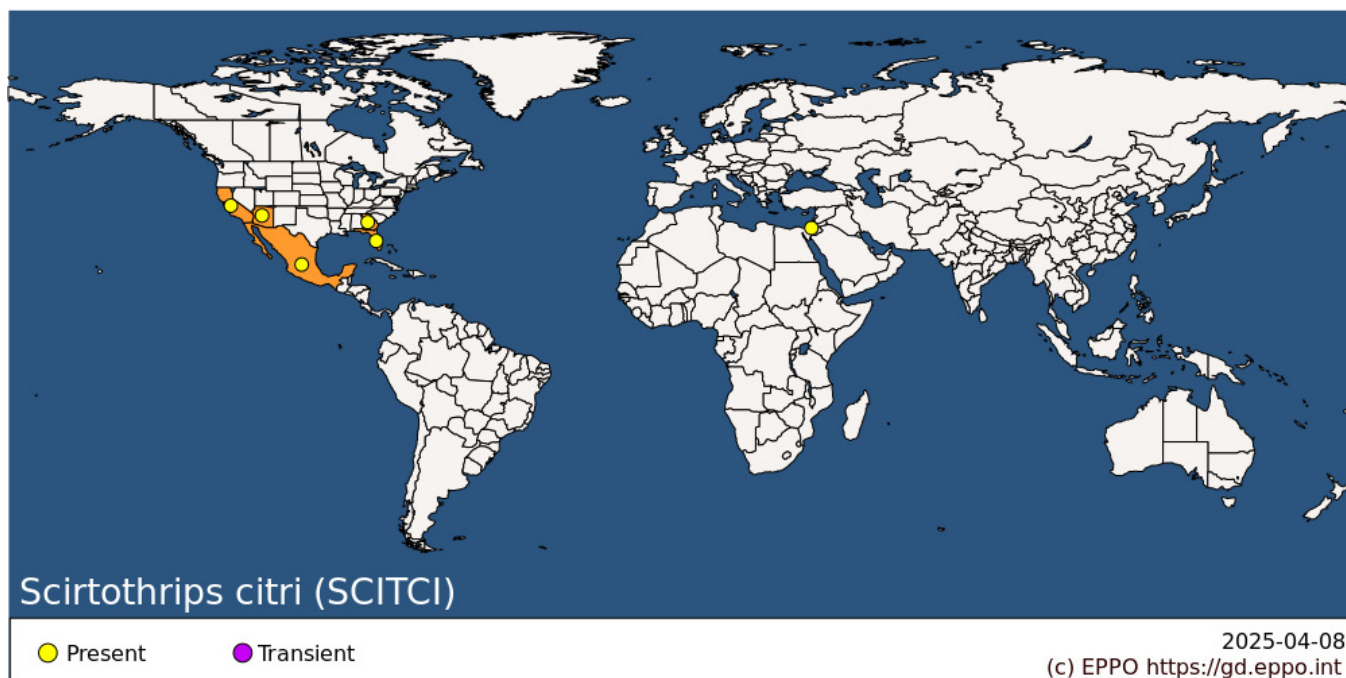 Scirtothrips citri (SCITCI)
Present
Transient
2025-04-08
(c) EPPO https://gd.eppo.int